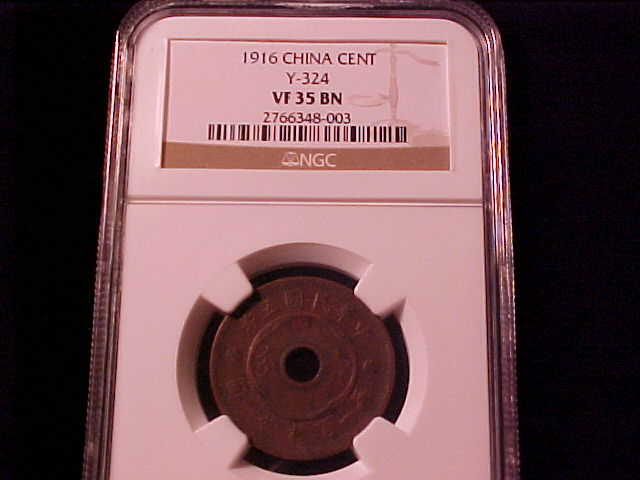 1916 CHINA CENT
Y-324
VF 35 BN
2766348-003
NGC